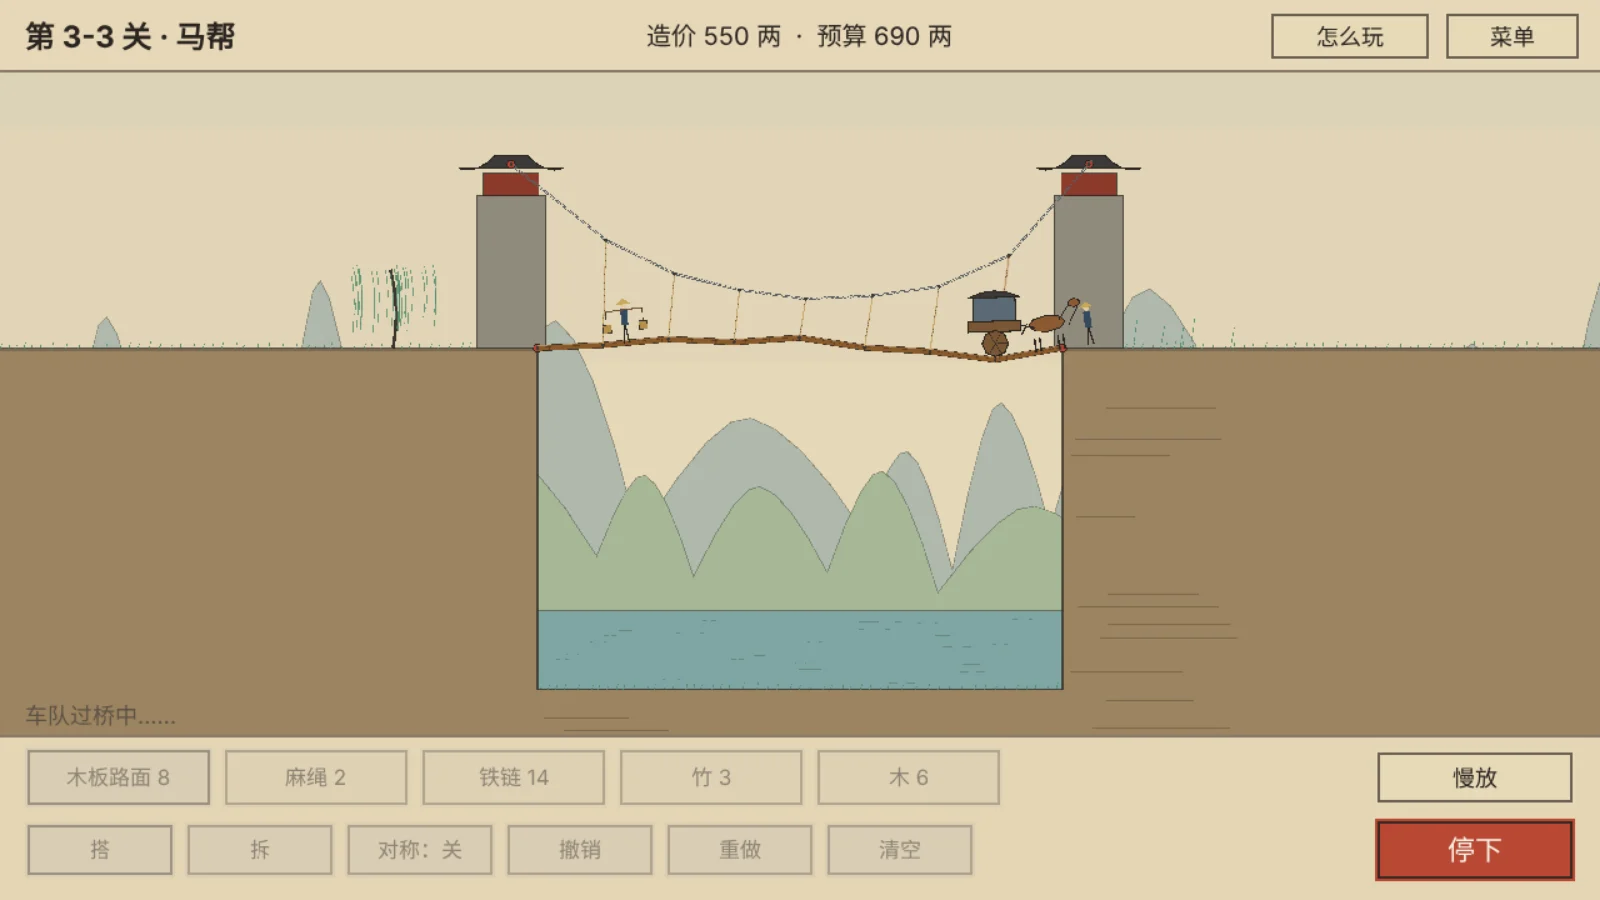 第 3-3 关 · 马帮
造价 550 两 · 预算 690 两
怎么玩
菜单
车队过桥中......
木板路面 8
麻绳 2
铁链 14
竹 3
木 6
慢放
搭
拆
对称：关
撤销
重做
清空
停下